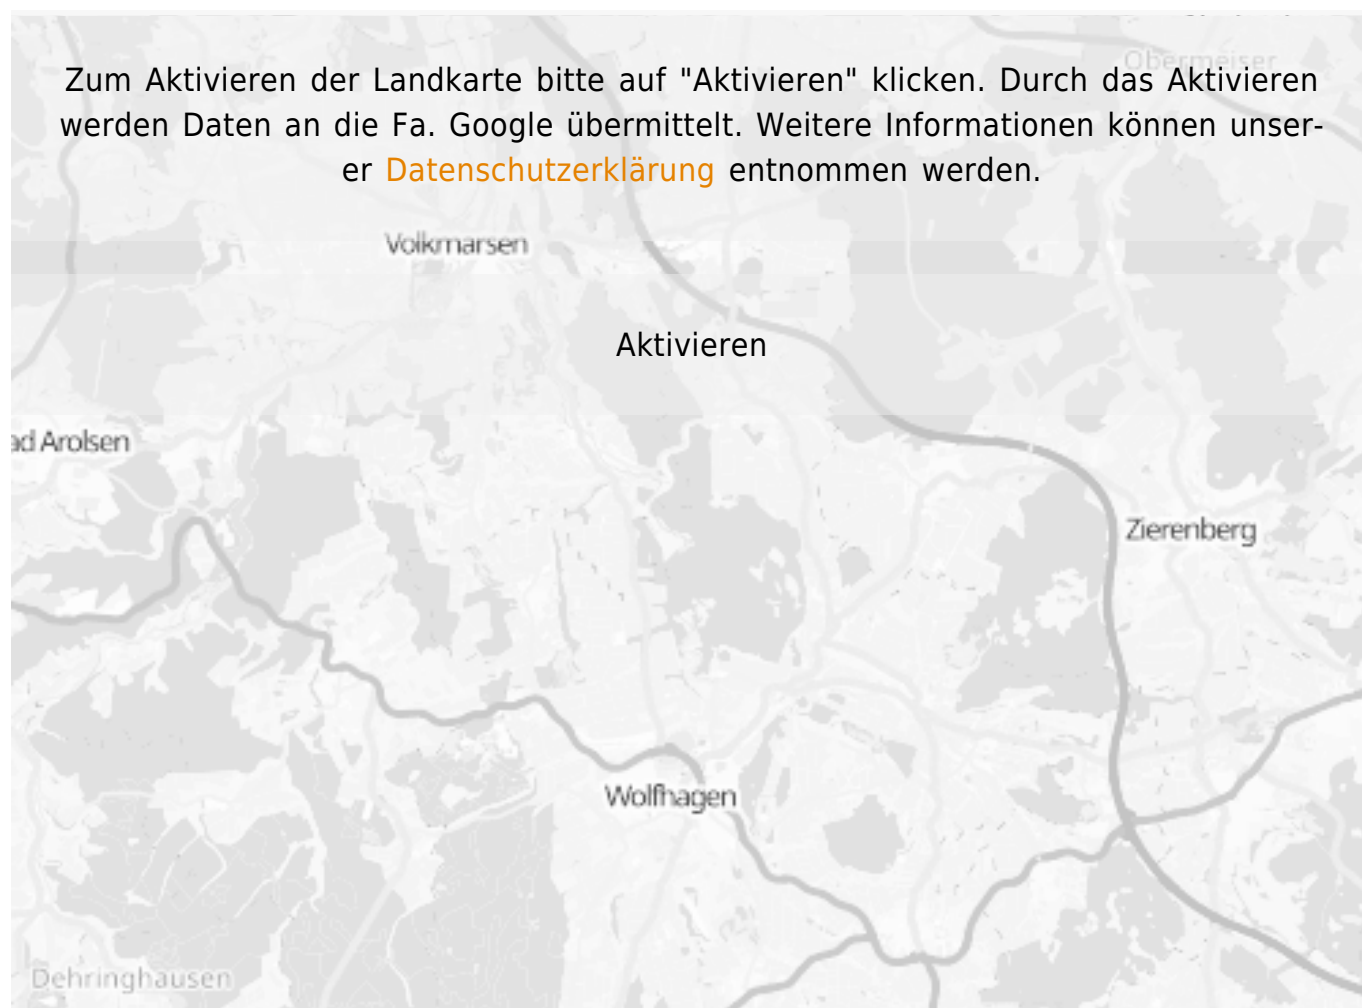 Obermeiser
Zum Aktivieren der Landkarte bitte auf "Aktivieren" klicken. Durch das Aktivieren
werden Daten an die Fa. Google übermittelt. Weitere Informationen können unser-
er Datenschutzerklärung entnommen werden.
Volkmarsen
Aktivieren
ad Arolsen
Zierenberg
Wolfhagen
Dehringhausen